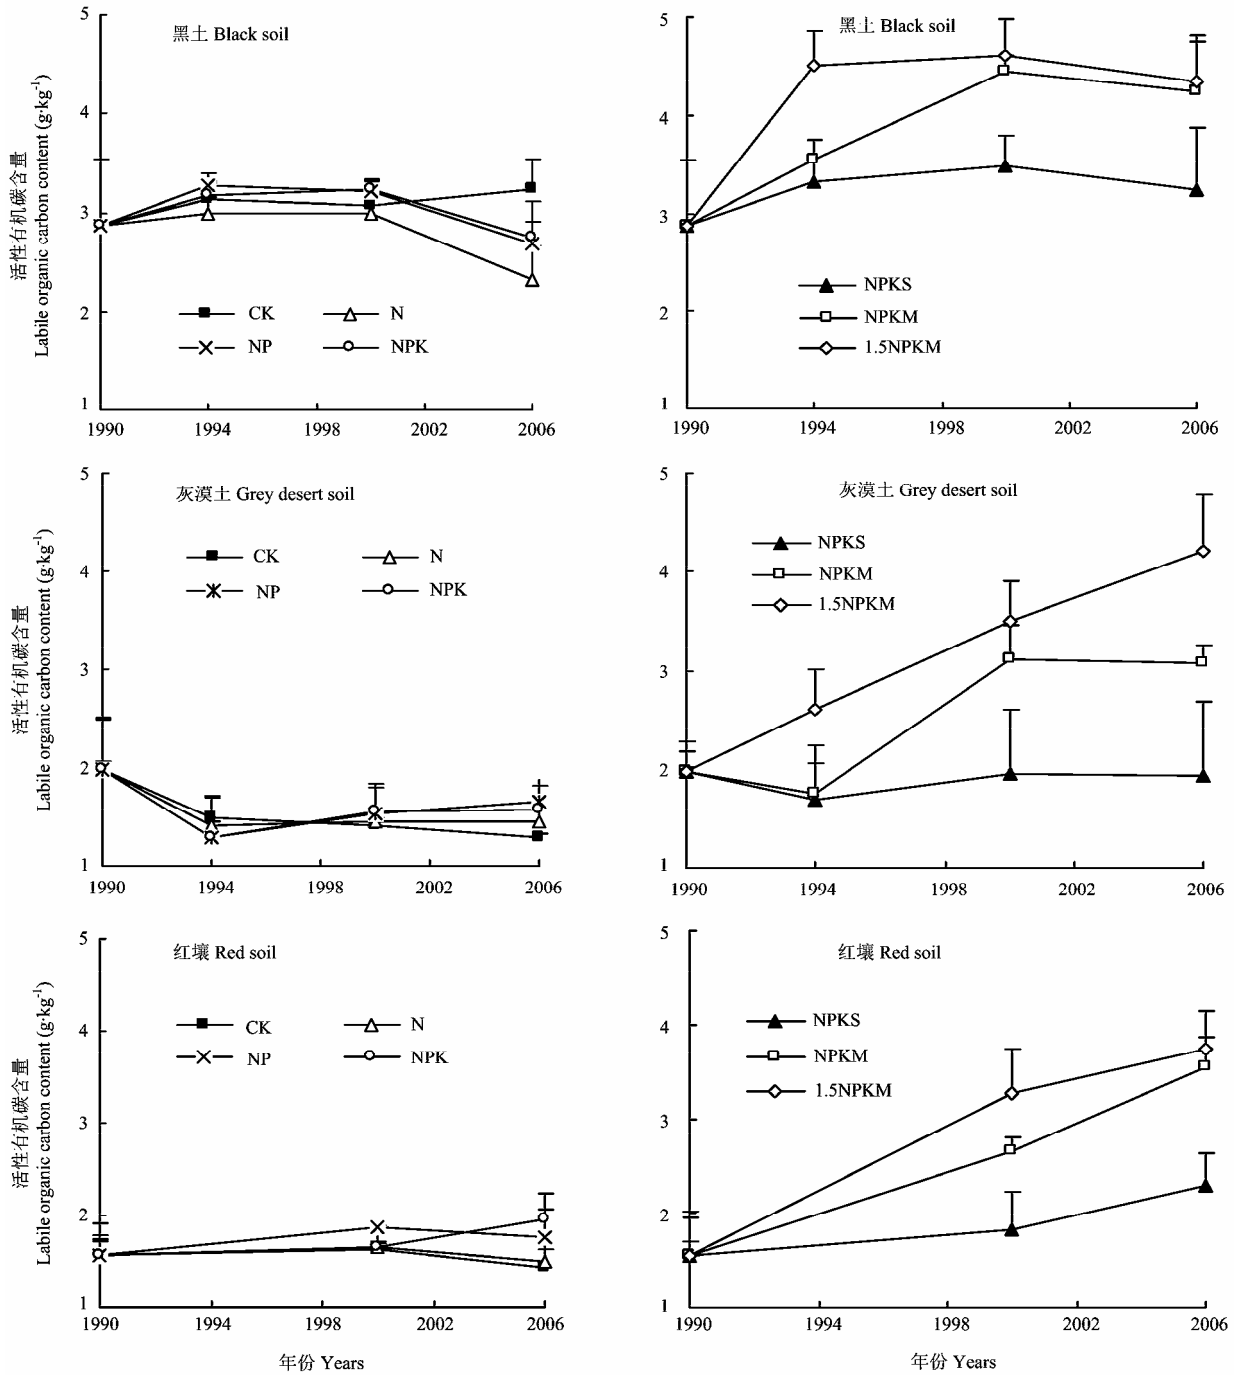 黑土 Black soil
5
4
3
2
1
1990 1994 1998 2002 2006
CK N
NP NPK
活性有机碳含量
Labile organic carbon content (g·kg⁻¹)
黑土 Black soil
5
4
3
2
1
1990 1994 1998 2002 2006
NPKS
NPKM
1.5NPKM
灰漠土 Grey desert soil
5
4
3
2
1
1990 1994 1998 2002 2006
CK N
NP NPK
活性有机碳含量
Labile organic carbon content (g·kg⁻¹)
灰漠土 Grey desert soil
5
4
3
2
1
1990 1994 1998 2002 2006
NPKS
NPKM
1.5NPKM
红壤 Red soil
5
4
3
2
1
1990 1994 1998 2002 2006
CK N
NP NPK
活性有机碳含量
Labile organic carbon content (g·kg⁻¹)
年份 Years
红壤 Red soil
5
4
3
2
1
1990 1994 1998 2002 2006
NPKS
NPKM
1.5NPKM
年份 Years